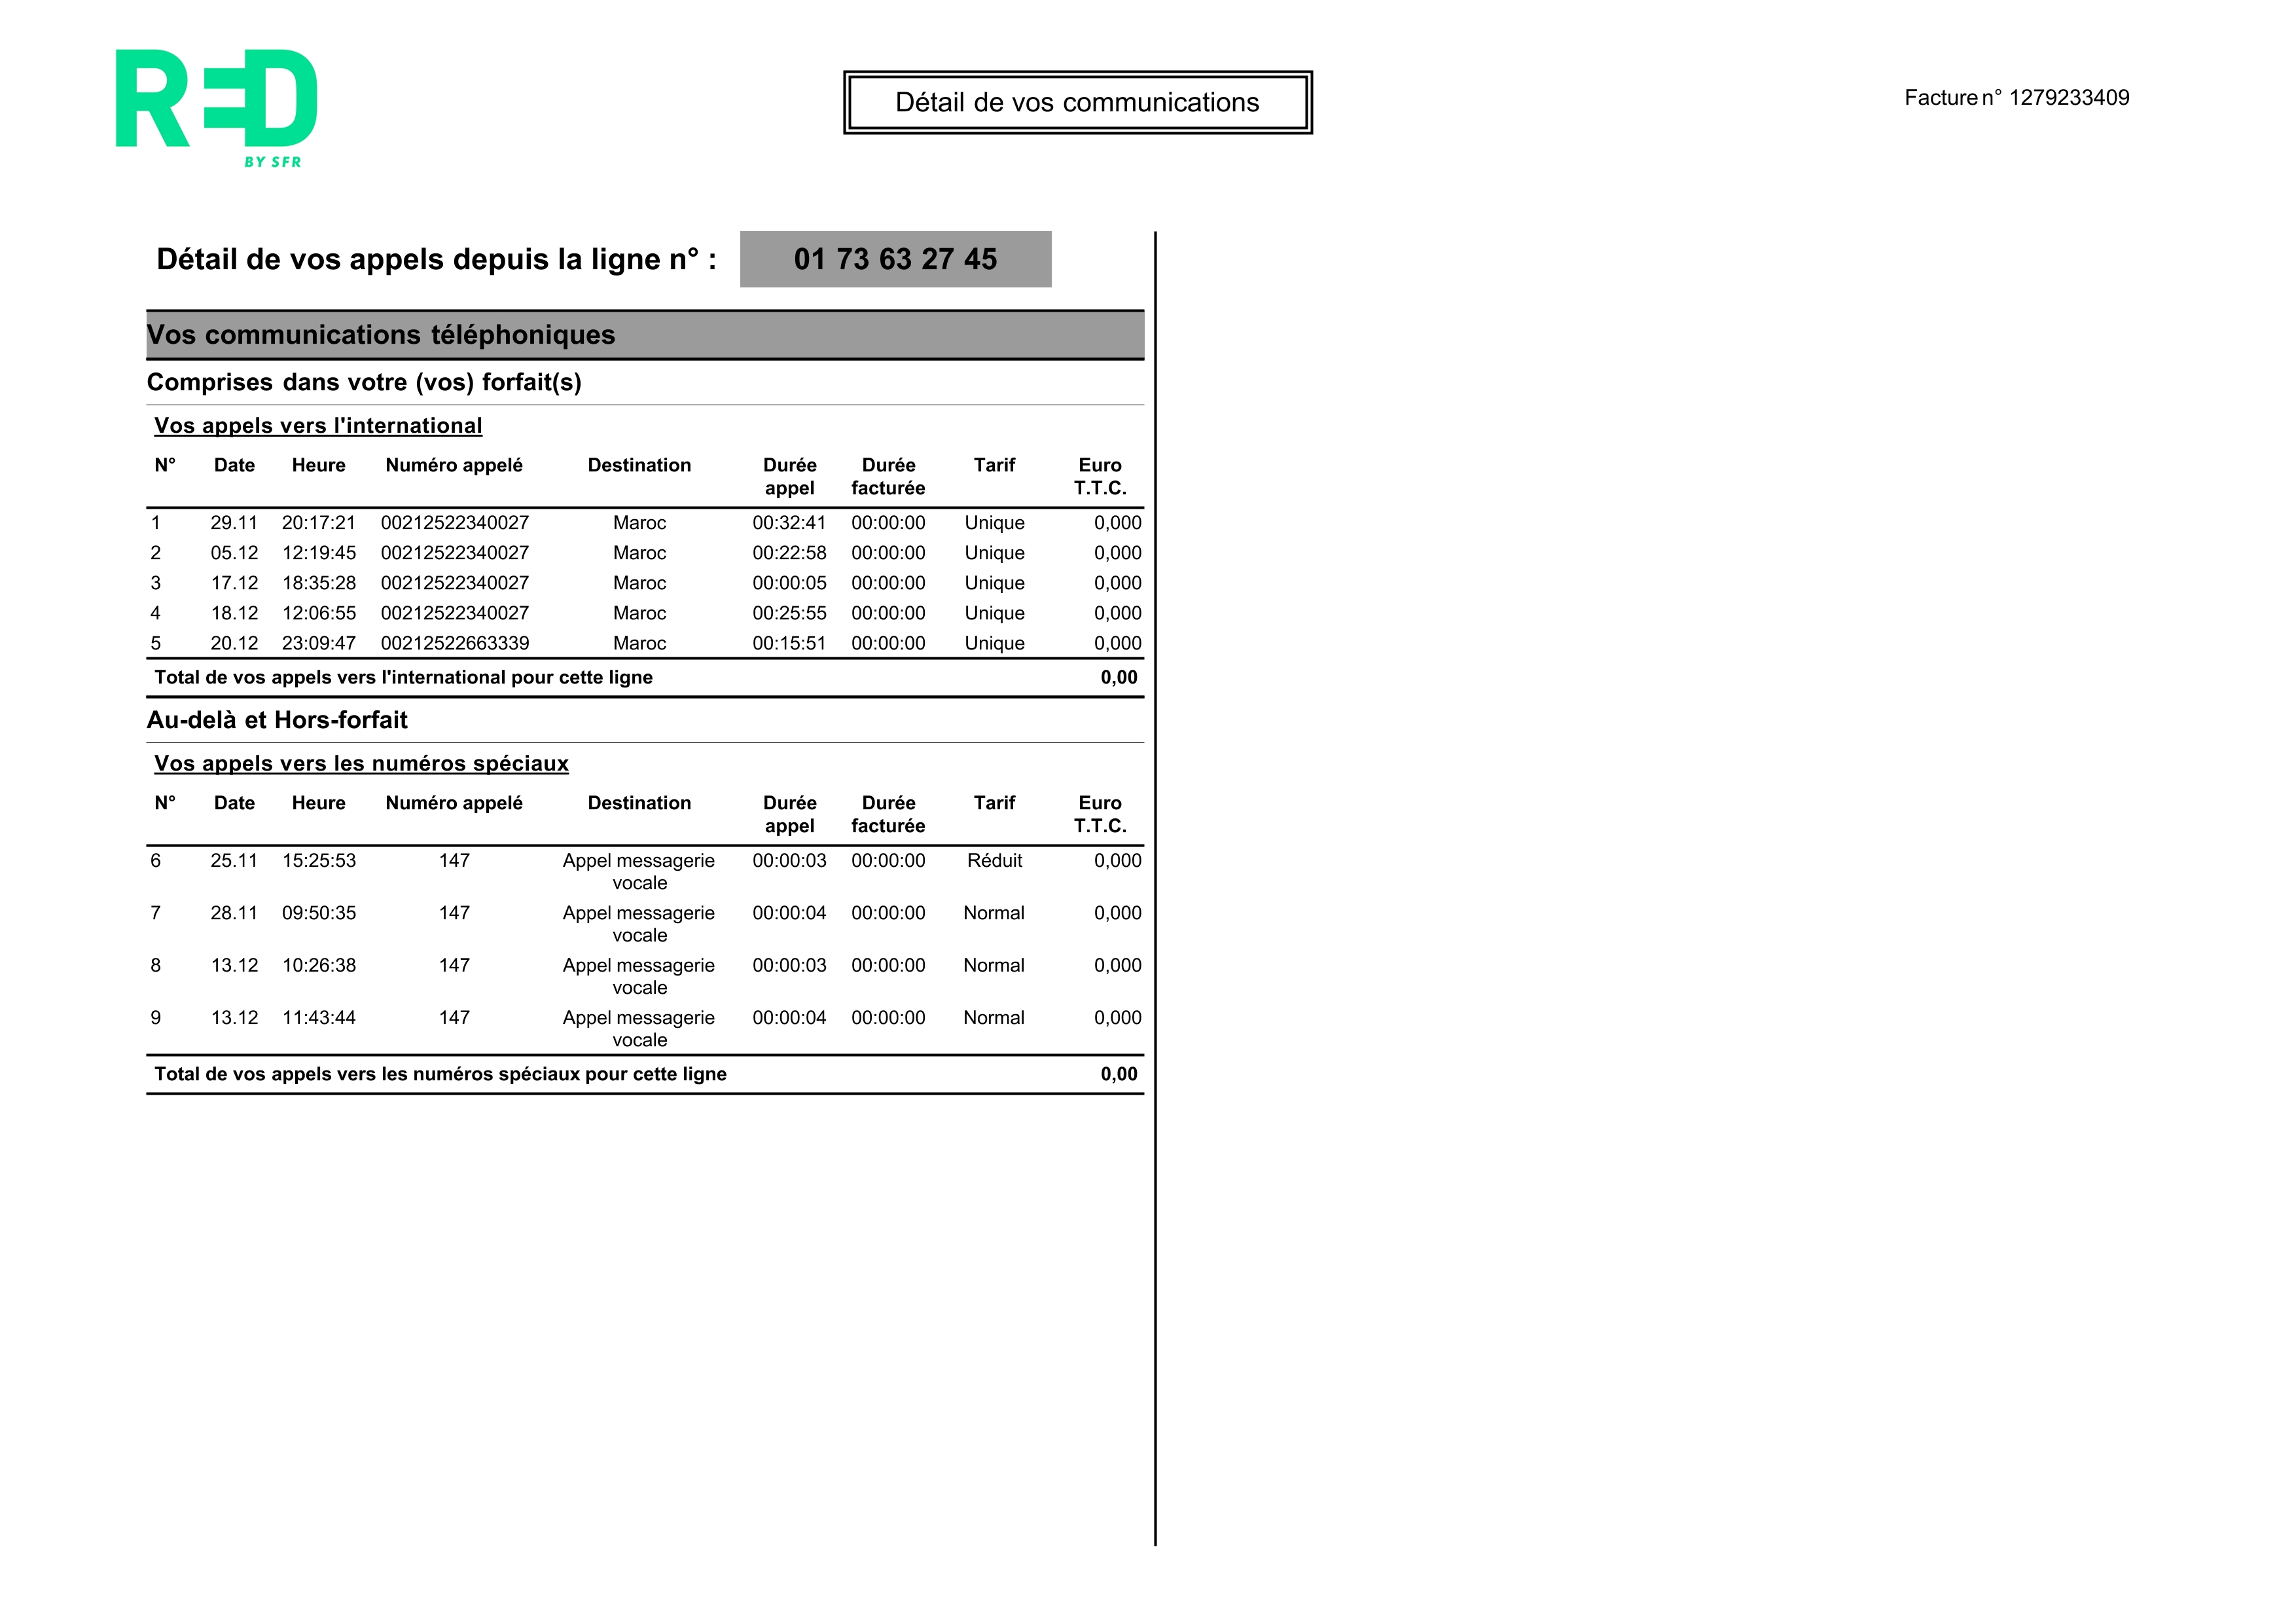 RED
BY SFR
Détail de vos communications
Facture n° 1279233409
Détail de vos appels depuis la ligne n° : 01 73 63 27 45
Vos communications téléphoniques
Comprises dans votre (vos) forfait(s)
Vos appels vers l'international
N° Date Heure Numéro appelé Destination Durée Durée Tarif Euro
appel facturée T.T.C.
1 29.11 20:17:21 00212522340027 Maroc 00:32:41 00:00:00 Unique 0,000
2 05.12 12:19:45 00212522340027 Maroc 00:22:58 00:00:00 Unique 0,000
3 17.12 18:35:28 00212522340027 Maroc 00:00:05 00:00:00 Unique 0,000
4 18.12 12:06:55 00212522340027 Maroc 00:25:55 00:00:00 Unique 0,000
5 20.12 23:09:47 00212522663339 Maroc 00:15:51 00:00:00 Unique 0,000
Total de vos appels vers l'international pour cette ligne 0,00
Au-delà et Hors-forfait
Vos appels vers les numéros spéciaux
N° Date Heure Numéro appelé Destination Durée Durée Tarif Euro
appel facturée T.T.C.
6 25.11 15:25:53 147 Appel messagerie 00:00:03 00:00:00 Réduit 0,000
vocale
7 28.11 09:50:35 147 Appel messagerie 00:00:04 00:00:00 Normal 0,000
vocale
8 13.12 10:26:38 147 Appel messagerie 00:00:03 00:00:00 Normal 0,000
vocale
9 13.12 11:43:44 147 Appel messagerie 00:00:04 00:00:00 Normal 0,000
vocale
Total de vos appels vers les numéros spéciaux pour cette ligne 0,00